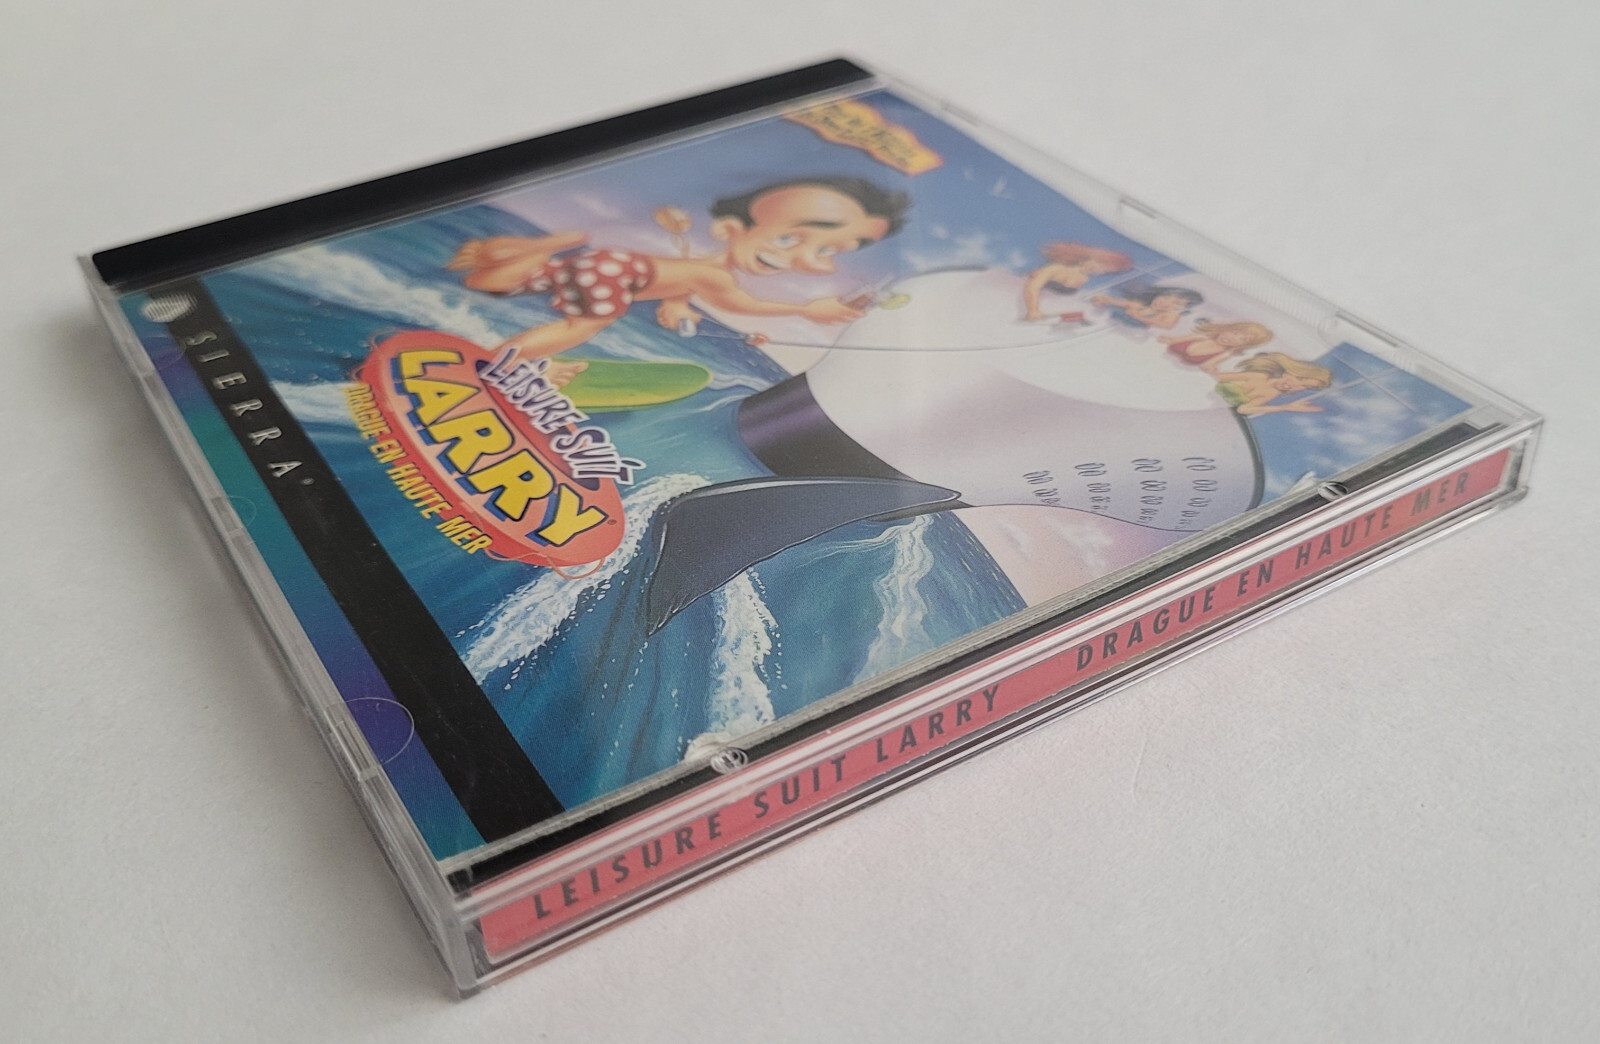 SIERRA®
LEISURE SUIT
LARRY
DRAGUE EN HAUTE MER
LEISURE SUIT LARRY DRAGUE EN HAUTE MER